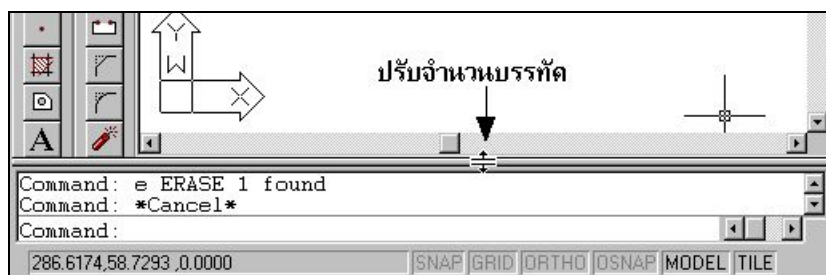 Y
W
X
ปรับจำนวนบรรทัด
A
Command: e ERASE 1 found
Command: *Cancel*
Command:
286.6174,58.7293 ,0.0000 SNAP GRID ORTHO OSNAP MODEL TILE